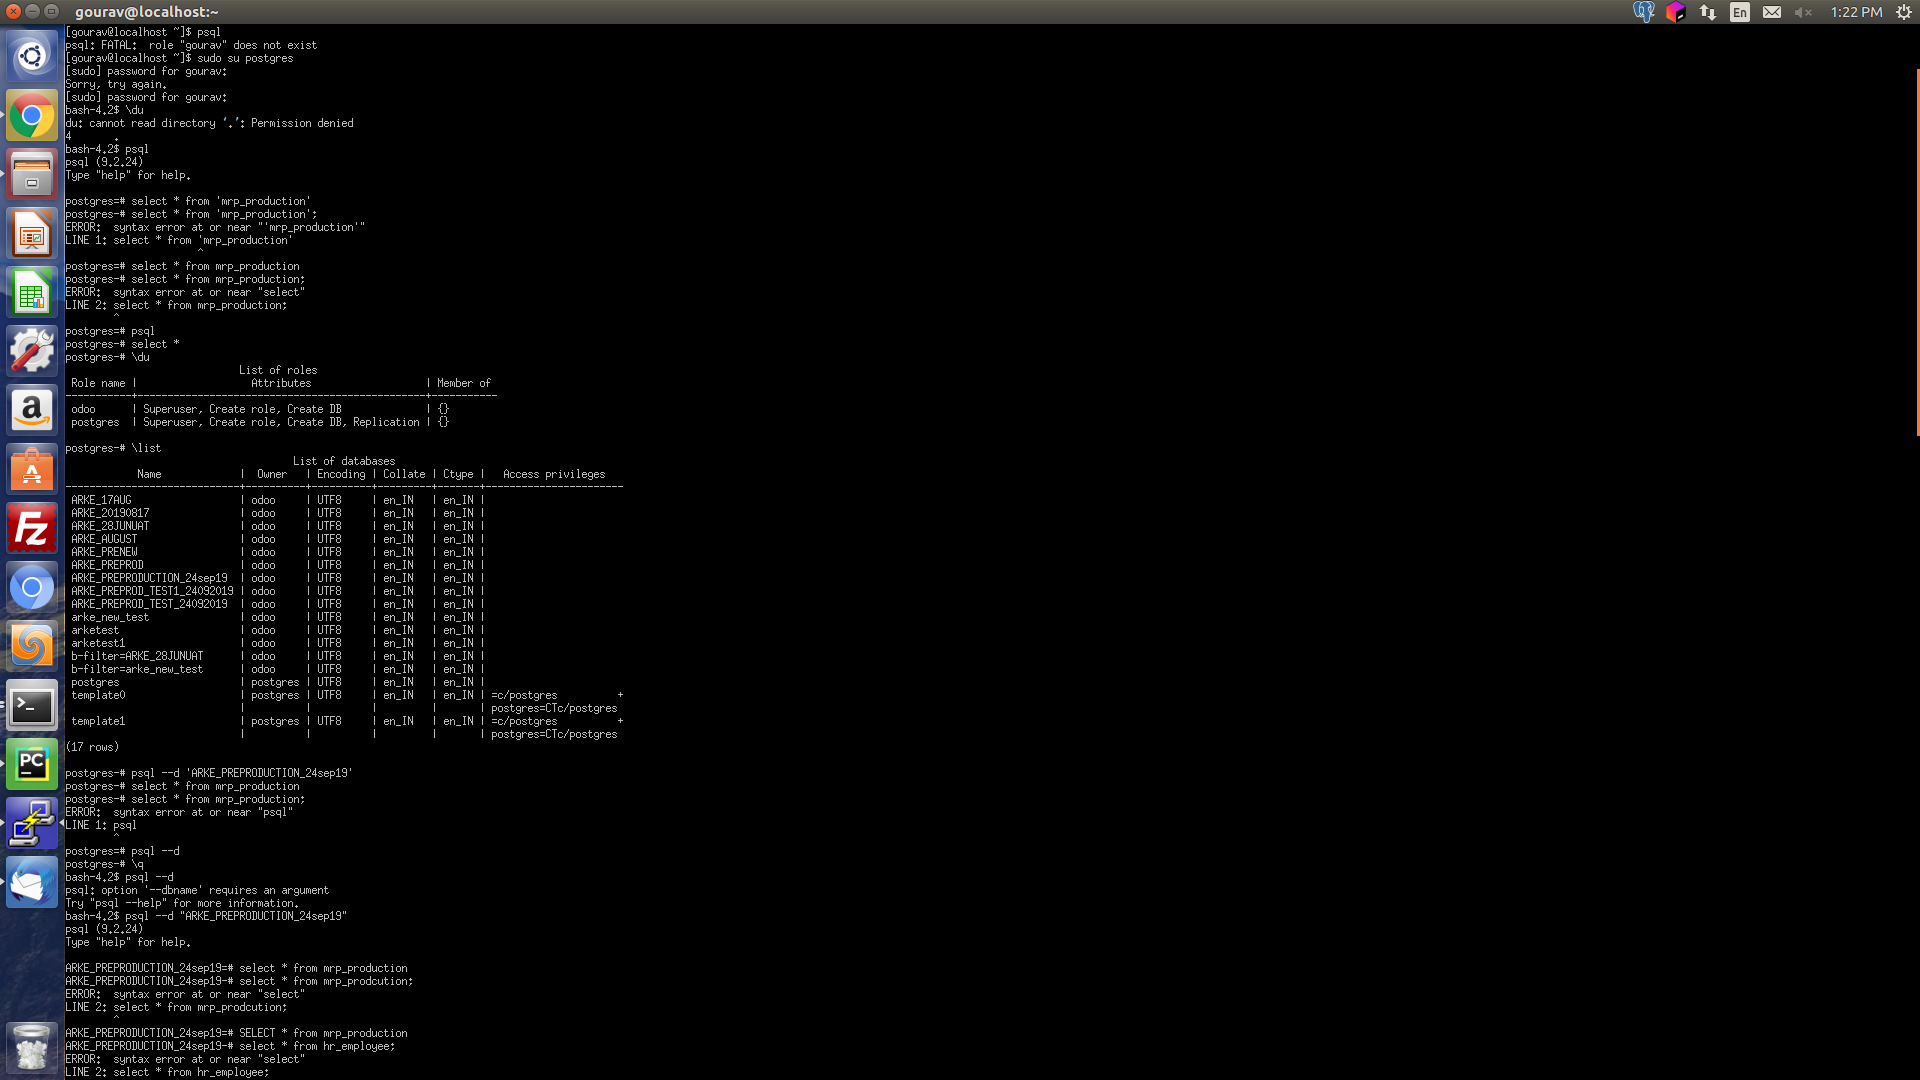 gourav@localhost:~
En
1:22 PM
[gourav@localhost ~]$ psql
psql: FATAL:  role "gourav" does not exist
[gourav@localhost ~]$ sudo su postgres
[sudo] password for gourav:
Sorry, try again.
[sudo] password for gourav:
bash-4.2$ \du
du: cannot read directory ‘.’: Permission denied
4       .
bash-4.2$ psql
psql (9.2.24)
Type "help" for help.
postgres=# select * from 'mrp_production'
postgres-# select * from 'mrp_production';
ERROR:  syntax error at or near "'mrp_production'"
LINE 1: select * from 'mrp_production'
                      ^
postgres=# select * from mrp_production
postgres-# select * from mrp_production;
ERROR:  syntax error at or near "select"
LINE 2: select * from mrp_production;
        ^
postgres=# psql
postgres-# select *
postgres-# \du
                             List of roles
 Role name |                   Attributes                   | Member of
-----------+------------------------------------------------+-----------
 odoo      | Superuser, Create role, Create DB              | {}
 postgres  | Superuser, Create role, Create DB, Replication | {}
postgres-# \list
                                      List of databases
            Name             |  Owner   | Encoding | Collate | Ctype |   Access privileges
-----------------------------+----------+----------+---------+-------+-----------------------
 ARKE_17AUG                  | odoo     | UTF8     | en_IN   | en_IN |
 ARKE_20190817               | odoo     | UTF8     | en_IN   | en_IN |
 ARKE_28JUNUAT               | odoo     | UTF8     | en_IN   | en_IN |
 ARKE_AUGUST                 | odoo     | UTF8     | en_IN   | en_IN |
 ARKE_PRENEW                 | odoo     | UTF8     | en_IN   | en_IN |
 ARKE_PREPROD                | odoo     | UTF8     | en_IN   | en_IN |
 ARKE_PREPRODUCTION_24sep19  | odoo     | UTF8     | en_IN   | en_IN |
 ARKE_PREPROD_TEST1_24092019 | odoo     | UTF8     | en_IN   | en_IN |
 ARKE_PREPROD_TEST_24092019  | odoo     | UTF8     | en_IN   | en_IN |
 arke_new_test               | odoo     | UTF8     | en_IN   | en_IN |
 arketest                    | odoo     | UTF8     | en_IN   | en_IN |
 arketest1                   | odoo     | UTF8     | en_IN   | en_IN |
 b-filter=ARKE_28JUNUAT      | odoo     | UTF8     | en_IN   | en_IN |
 b-filter=arke_new_test      | odoo     | UTF8     | en_IN   | en_IN |
 postgres                    | postgres | UTF8     | en_IN   | en_IN |
 template0                   | postgres | UTF8     | en_IN   | en_IN | =c/postgres          +
                             |          |          |         |       | postgres=CTc/postgres
 template1                   | postgres | UTF8     | en_IN   | en_IN | =c/postgres          +
                             |          |          |         |       | postgres=CTc/postgres
(17 rows)
postgres-# psql --d 'ARKE_PREPRODUCTION_24sep19'
postgres-# select * from mrp_production
postgres-# select * from mrp_production;
ERROR:  syntax error at or near "psql"
LINE 1: psql
        ^
postgres=# psql --d
postgres-# \q
bash-4.2$ psql --d
psql: option '--dbname' requires an argument
Try "psql --help" for more information.
bash-4.2$ psql --d "ARKE_PREPRODUCTION_24sep19"
psql (9.2.24)
Type "help" for help.
ARKE_PREPRODUCTION_24sep19=# select * from mrp_production
ARKE_PREPRODUCTION_24sep19-# select * from mrp_prodcution;
ERROR:  syntax error at or near "select"
LINE 2: select * from mrp_prodcution;
        ^
ARKE_PREPRODUCTION_24sep19=# SELECT * from mrp_production
ARKE_PREPRODUCTION_24sep19-# select * from hr_employee;
ERROR:  syntax error at or near "select"
LINE 2: select * from hr_employee;